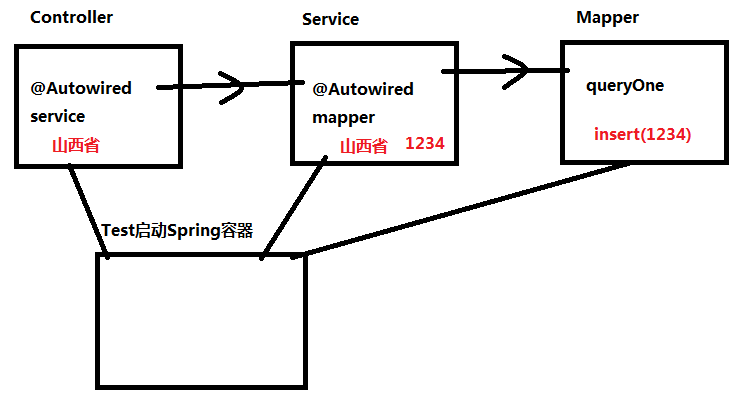 Controller
Service
Mapper
@Autowired
service
山西省
@Autowired
mapper
山西省 1234
queryOne
insert(1234)
Test启动Spring容器